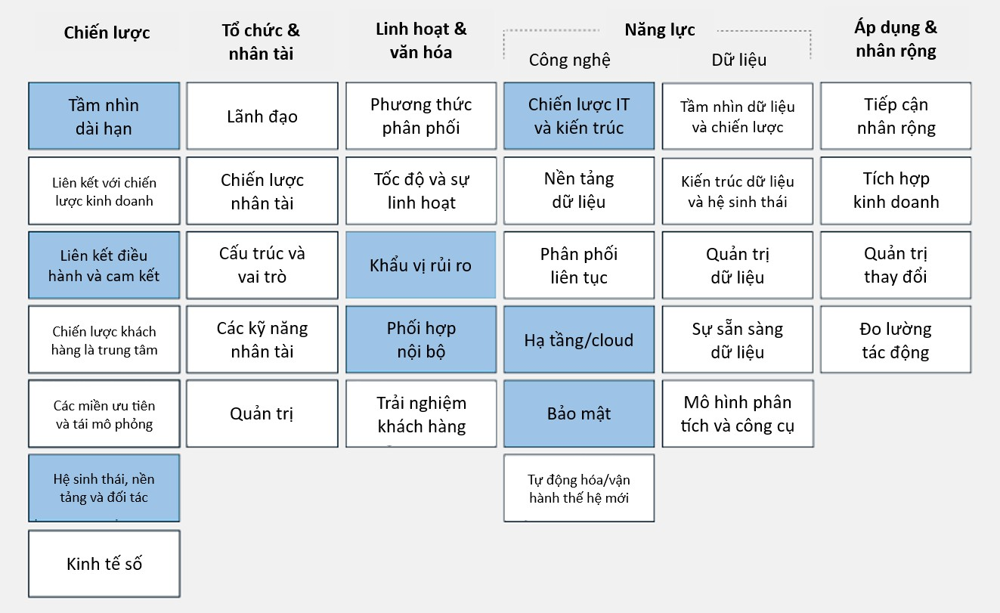 Chiến lược
Tổ chức &
nhân tài
Linh hoạt &
văn hóa
Năng lực
Công nghệ
Dữ liệu
Áp dụng &
nhân rộng
Tầm nhìn
dài hạn
Liên kết với chiến
lược kinh doanh
Liên kết điều
hành và cam kết
Chiến lược khách
hàng là trung tâm
Các miền ưu tiên
và tái mô phỏng
Hệ sinh thái, nền
tảng và đối tác
Kinh tế số
Lãnh đạo
Chiến lược
nhân tài
Cấu trúc và
vai trò
Các kỹ năng
nhân tài
Quản trị
Phương thức
phân phối
Tốc độ và sự
linh hoạt
Khẩu vị rủi ro
Phối hợp
nội bộ
Trải nghiệm
khách hàng
Chiến lược IT
và kiến trúc
Nền tảng
dữ liệu
Phân phối
liên tục
Hạ tầng/cloud
Bảo mật
Tự động hóa/vận
hành thế hệ mới
Tầm nhìn dữ liệu
và chiến lược
Kiến trúc dữ liệu
và hệ sinh thái
Quản trị
dữ liệu
Sự sẵn sàng
dữ liệu
Mô hình phân
tích và công cụ
Tiếp cận
nhân rộng
Tích hợp
kinh doanh
Quản trị
thay đổi
Đo lường
tác động